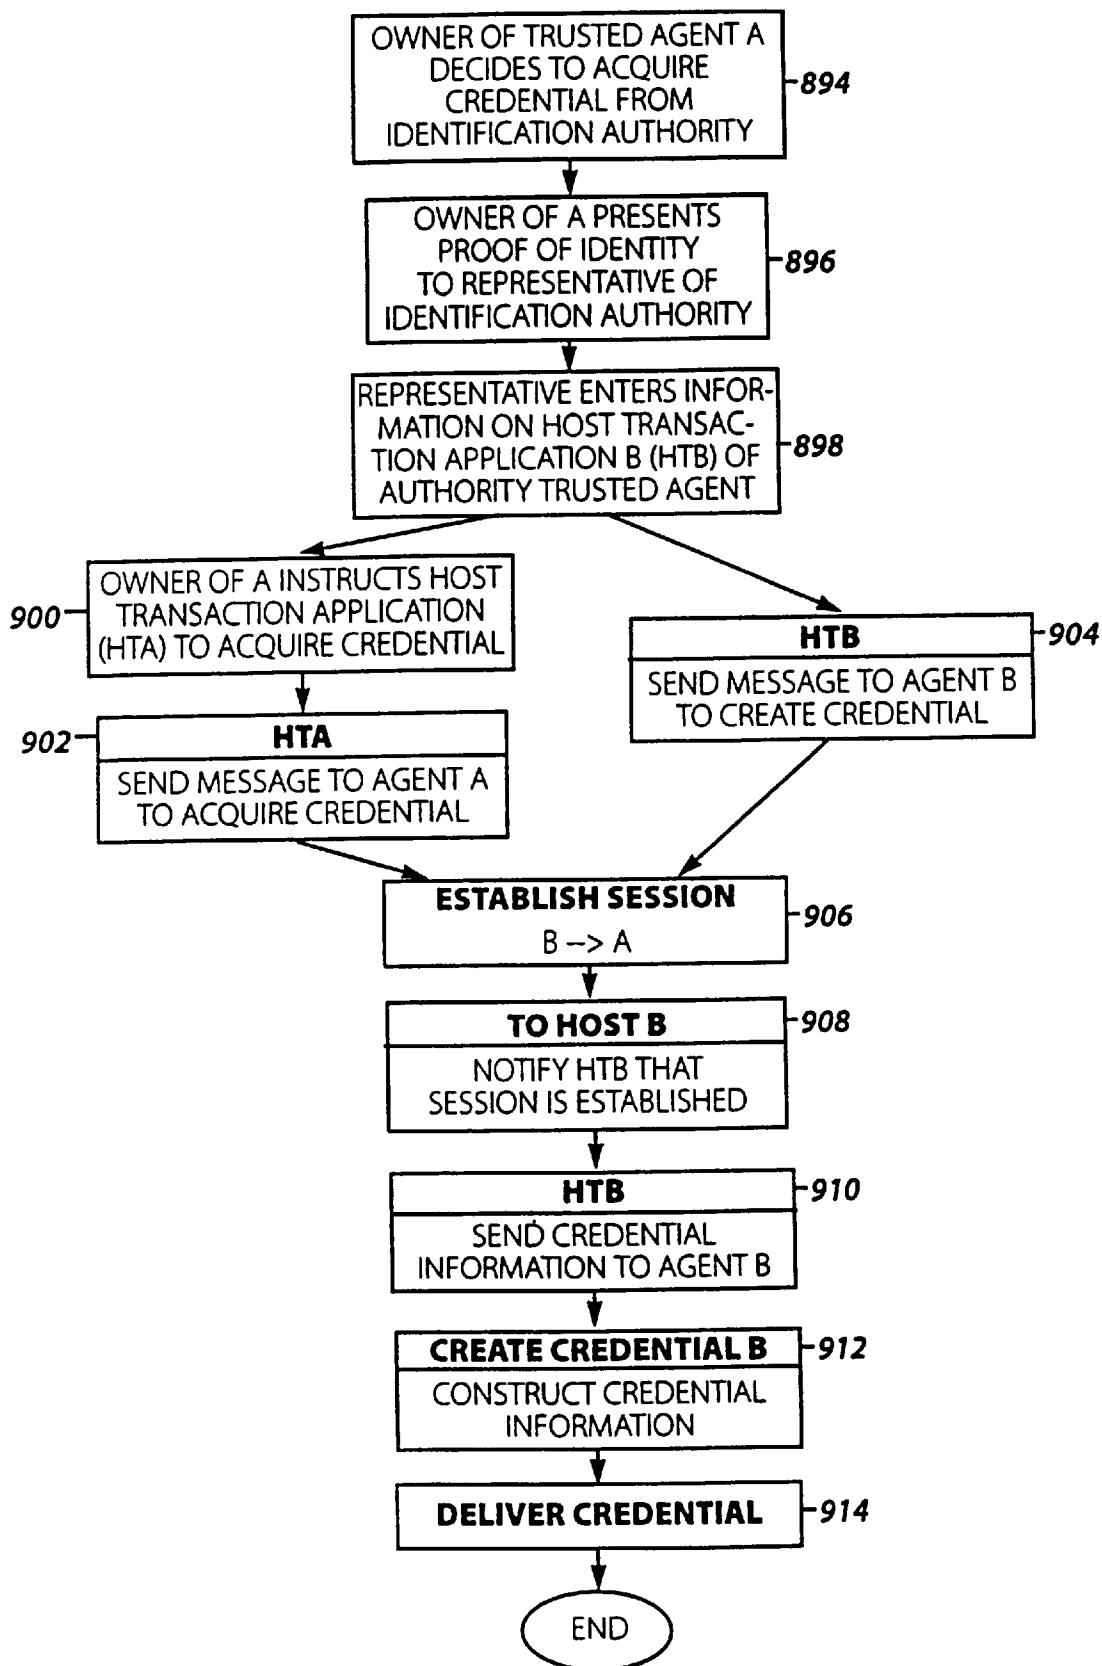 OWNER OF TRUSTED AGENT A
DECIDES TO ACQUIRE
CREDENTIAL FROM
IDENTIFICATION AUTHORITY
894
OWNER OF A PRESENTS
PROOF OF IDENTITY
TO REPRESENTATIVE OF
IDENTIFICATION AUTHORITY
896
REPRESENTATIVE ENTERS INFOR-
MATION ON HOST TRANSAC-
TION APPLICATION B (HTB) OF
AUTHORITY TRUSTED AGENT
898
900
OWNER OF A INSTRUCTS HOST
TRANSACTION APPLICATION
(HTA) TO ACQUIRE CREDENTIAL
902
HTA
SEND MESSAGE TO AGENT A
TO ACQUIRE CREDENTIAL
HTB
904
SEND MESSAGE TO AGENT B
TO CREATE CREDENTIAL
ESTABLISH SESSION
B --> A
906
TO HOST B
908
NOTIFY HTB THAT
SESSION IS ESTABLISHED
HTB
910
SEND CREDENTIAL
INFORMATION TO AGENT B
CREATE CREDENTIAL B
912
CONSTRUCT CREDENTIAL
INFORMATION
DELIVER CREDENTIAL
914
END